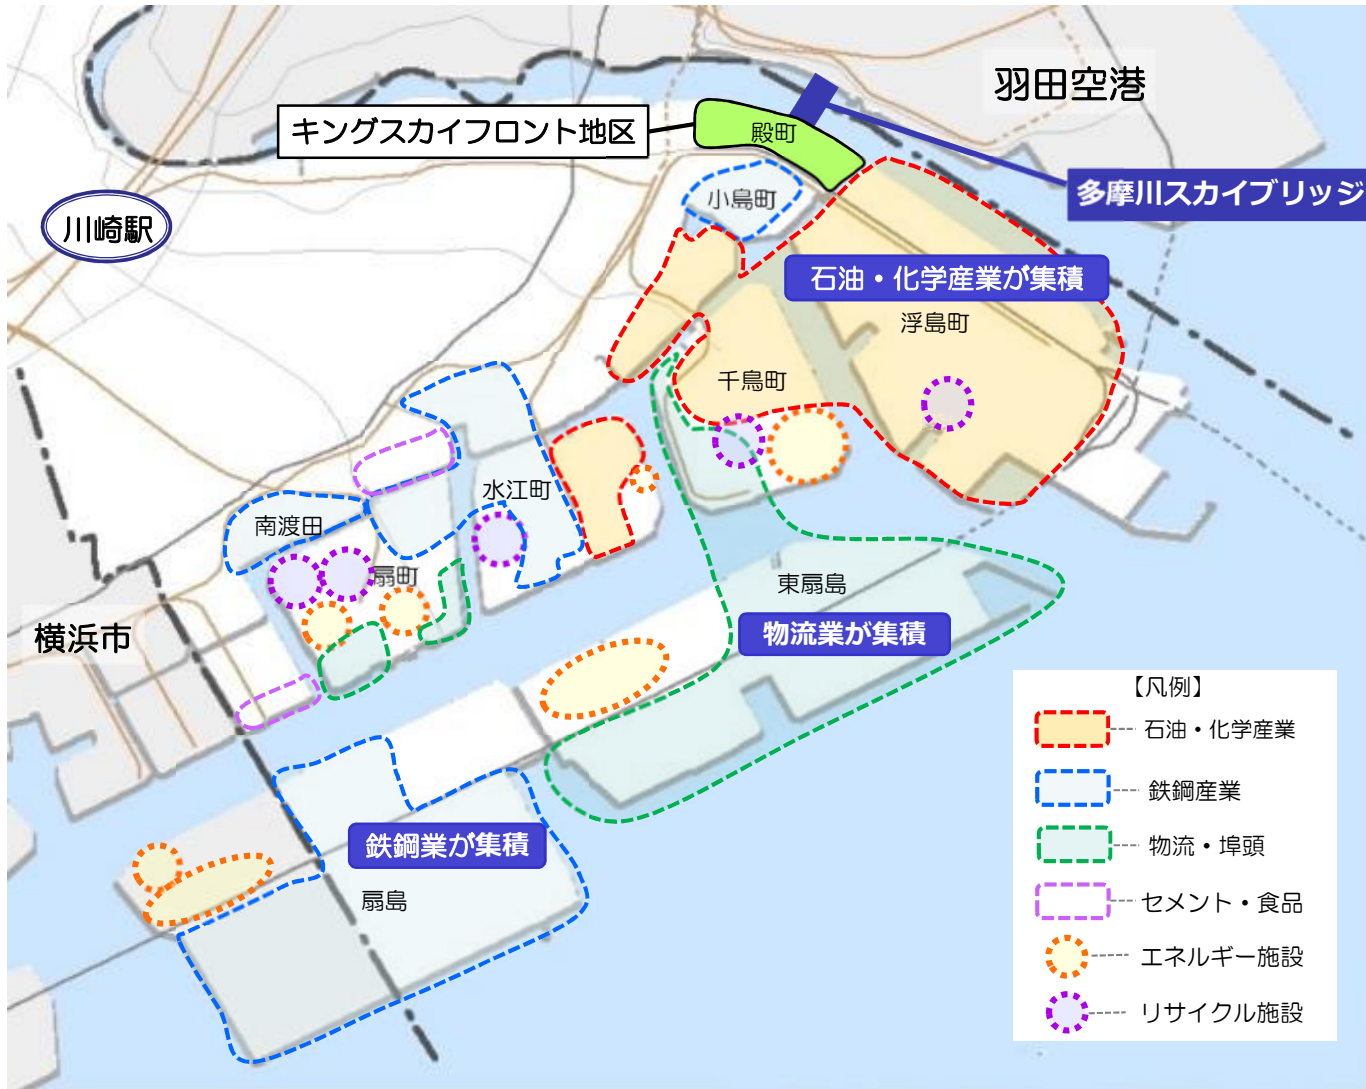 羽田空港
キングスカイフロント地区
殿町
多摩川スカイブリッジ
小島町
川崎駅
石油・化学産業が集積
浮島町
千鳥町
水江町
南渡田
扇町
東扇島
物流業が集積
横浜市
鉄鋼業が集積
扇島
【凡例】
石油・化学産業
鉄鋼産業
物流・埠頭
セメント・食品
エネルギー施設
リサイクル施設